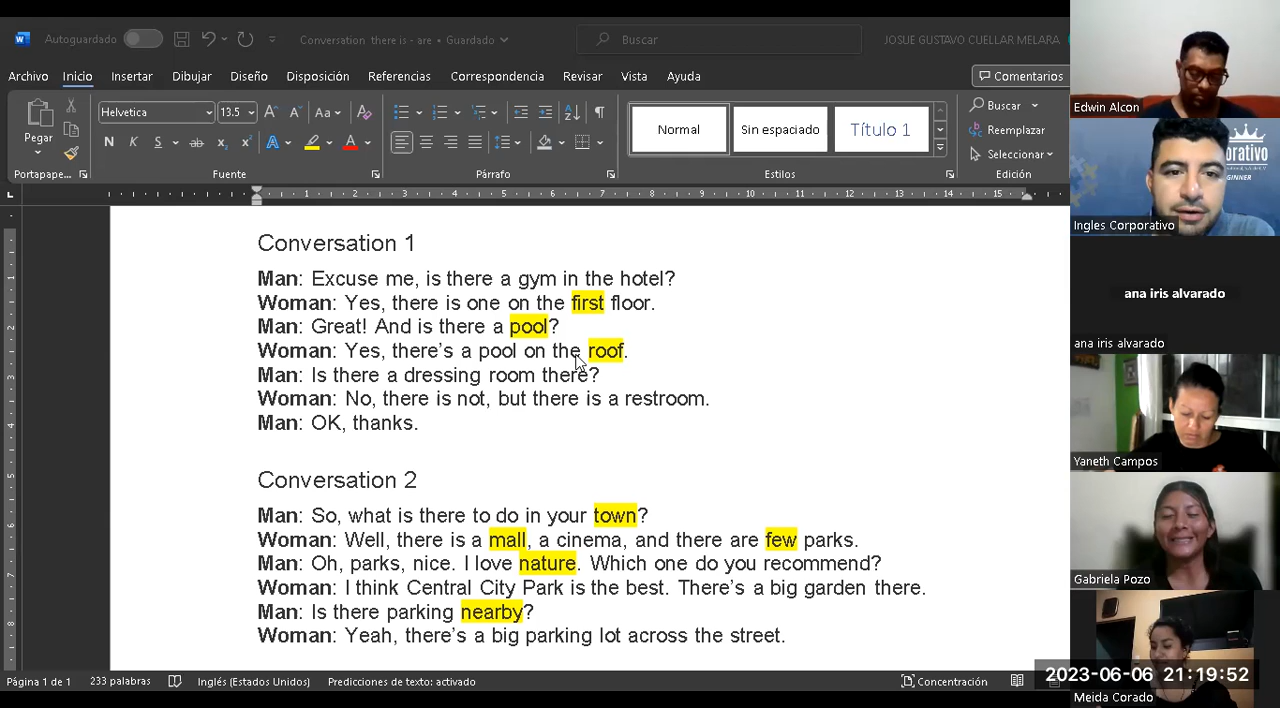 Autoguardado
Conversation there is - are • Guardado
Buscar
JOSUE GUSTAVO CUELLAR MELARA
Archivo Inicio Insertar Dibujar Diseño Disposición Referencias Correspondencia Revisar Vista Ayuda
Comentarios
Pegar
Helvetica 13.5
Normal
Sin espaciado
Título 1
Buscar
Reemplazar
Seleccionar
Portapape...
Fuente
Párrafo
Estilos
Edición
Conversation 1
Man: Excuse me, is there a gym in the hotel?
Woman: Yes, there is one on the first floor.
Man: Great! And is there a pool?
Woman: Yes, there's a pool on the roof.
Man: Is there a dressing room there?
Woman: No, there is not, but there is a restroom.
Man: OK, thanks.
Conversation 2
Man: So, what is there to do in your town?
Woman: Well, there is a mall, a cinema, and there are few parks.
Man: Oh, parks, nice. I love nature. Which one do you recommend?
Woman: I think Central City Park is the best. There's a big garden there.
Man: Is there parking nearby?
Woman: Yeah, there's a big parking lot across the street.
Página 1 de 1
233 palabras
Inglés (Estados Unidos)
Predicciones de texto: activado
Concentración
Edwin Alcon
Ingles Corporativo
ana iris alvarado
ana iris alvarado
Yaneth Campos
Gabriela Pozo
2023-06-06 21:19:52
Meida Corado